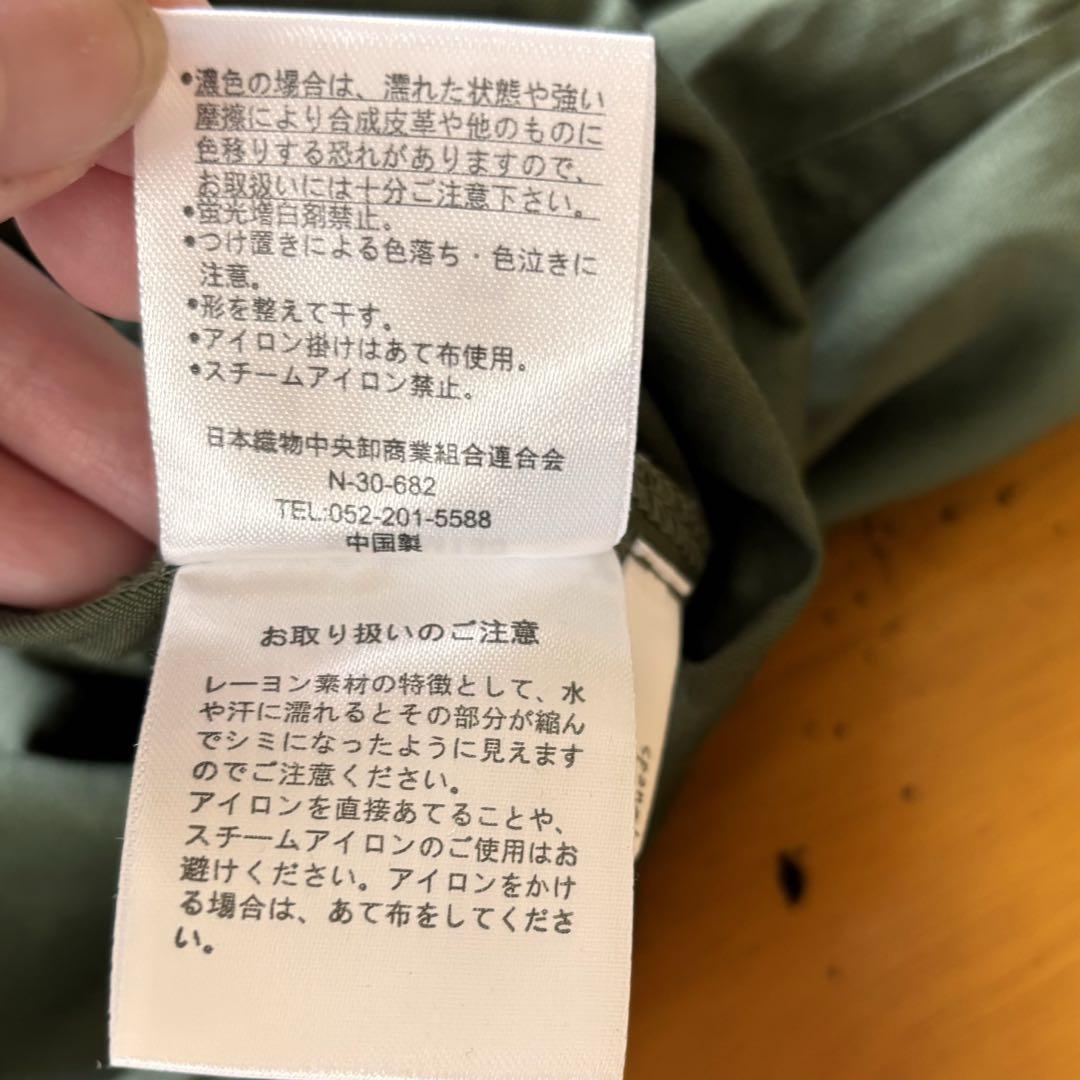 •濃色の場合は、濡れた状態や強い
摩擦により合成皮革や他のものに
色移りする恐れがありますので、
お取扱いには十分ご注意下さい。
•蛍光増白剤禁止。
•つけ置きによる色落ち・色泣きに
注意。
•形を整えて干す。
•アイロン掛けはあて布使用。
•スチームアイロン禁止。
日本織物中央卸商業組合連合会
N-30-682
TEL:052-201-5588
中国製
お取り扱いのご注意
レーヨン素材の特徴として、水
や汗に濡れるとその部分が縮ん
でシミになったように見えます
のでご注意ください。
アイロンを直接あてることや、
スチームアイロンのご使用はお
避けください。アイロンをかけ
る場合は、あて布をしてくださ
い。